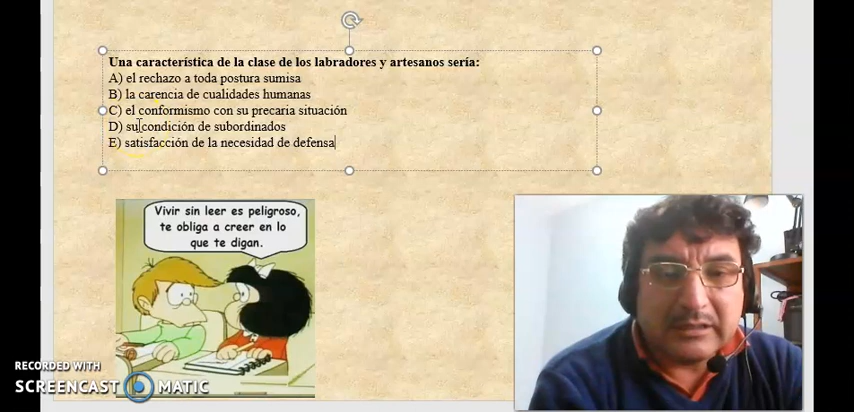 Una característica de la clase de los labradores y artesanos sería:
A) el rechazo a toda postura sumisa
B) la carencia de cualidades humanas
C) el conformismo con su precaria situación
D) su condición de subordinados
E) satisfacción de la necesidad de defensa
Vivir sin leer es peligroso,
te obliga a creer en lo
que te digan.
RECORDED WITH
SCREENCAST MATIC